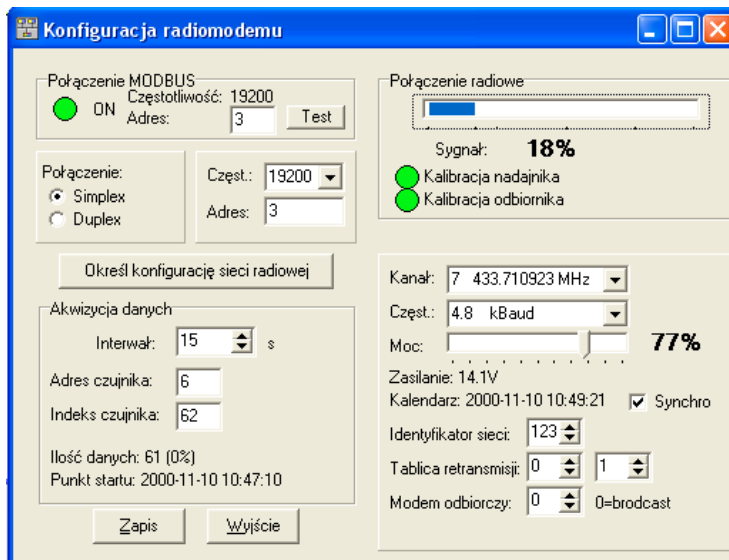 Konfiguracja radiomodemu
Połączenie MODBUS
ON
Częstotliwość: 19200
Adres: 3
Test
Połączenie:
Simplex
Duplex
Częst.: 19200
Adres: 3
Określ konfigurację sieci radiowej
Akwizycja danych
Interwał: 15 s
Adres czujnika: 6
Indeks czujnika: 62
Ilość danych: 61 (0%)
Punkt startu: 2000-11-10 10:47:10
Zapis Wyjście
Połączenie radiowe
Sygnał: 18%
Kalibracja nadajnika
Kalibracja odbiornika
Kanał: 7 433.710923 MHz
Częst.: 4.8 kBaud
Moc: 77%
Zasilanie: 14.1V
Kalendarz: 2000-11-10 10:49:21 Synchro
Identyfikator sieci: 123
Tablica retransmisji: 0 1
Modem odbiorczy: 0 0=brodcast